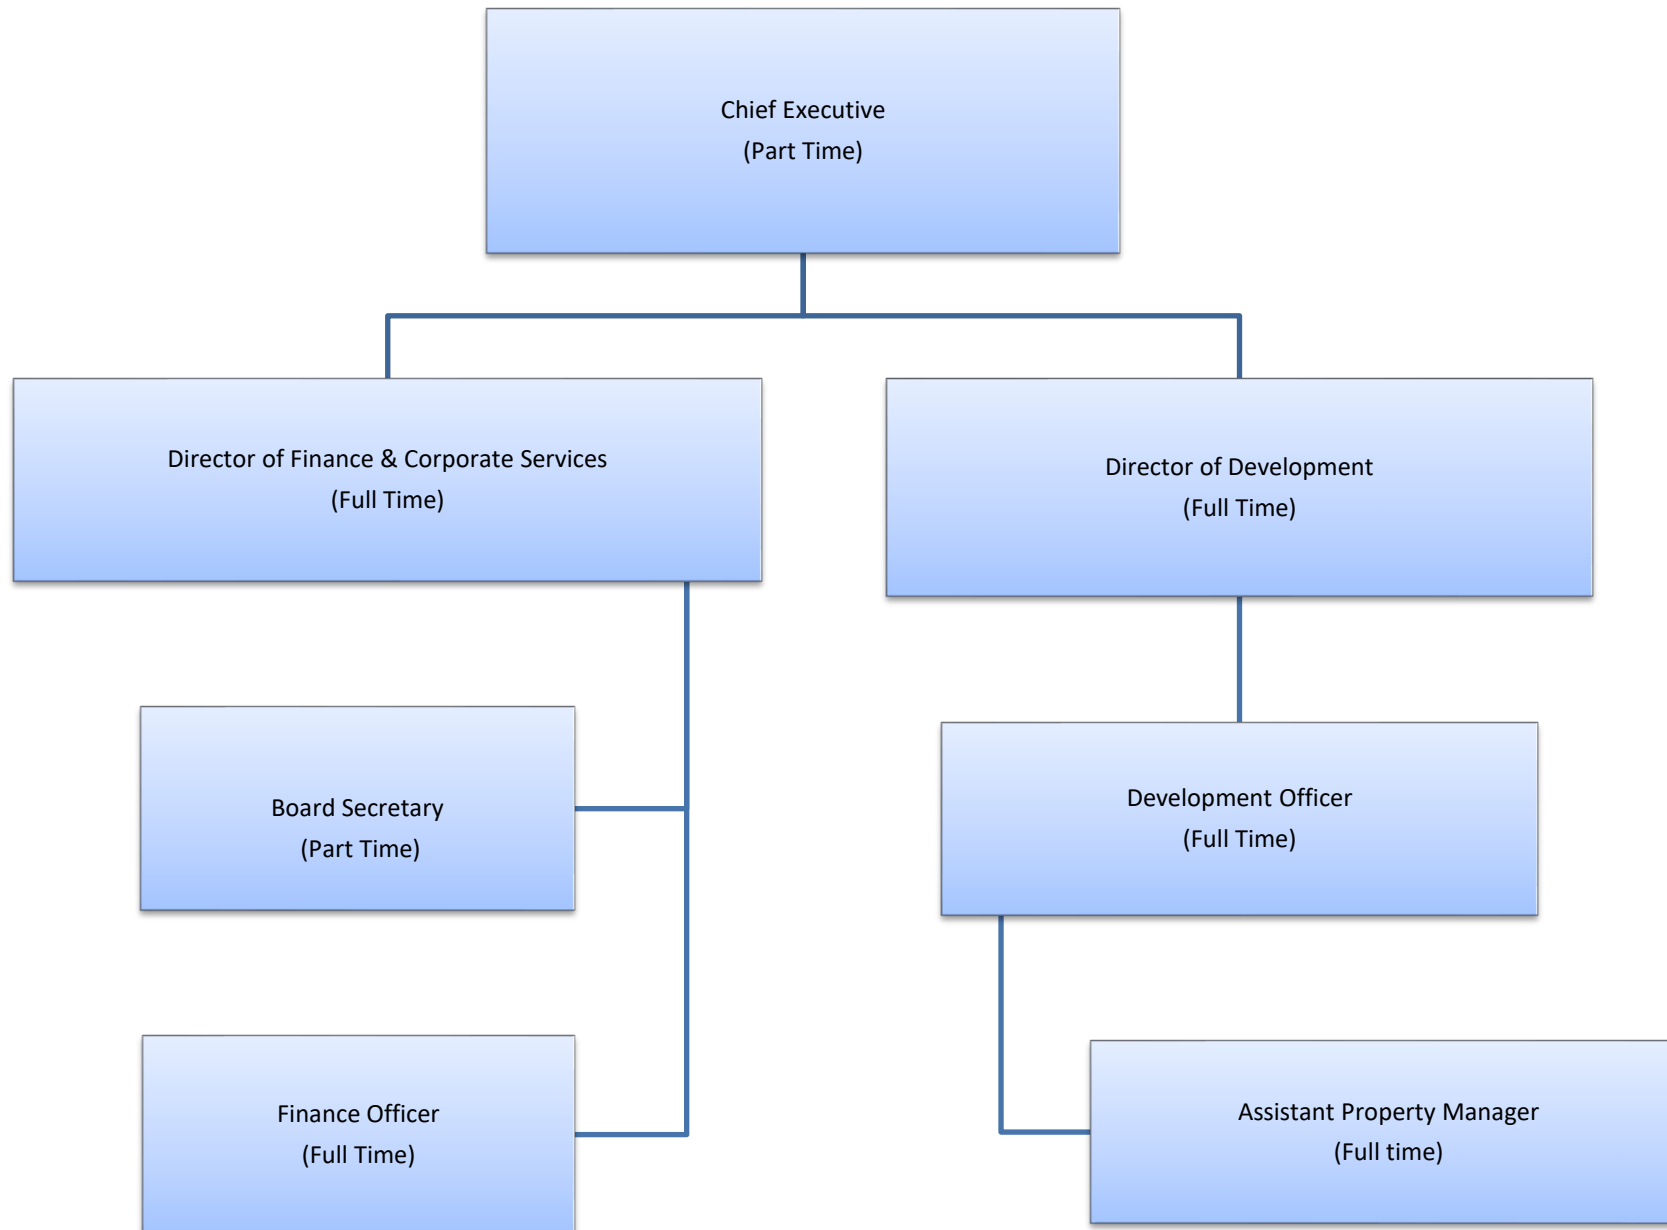 Chief Executive
(Part Time)
Director of Finance & Corporate Services
(Full Time)
Director of Development
(Full Time)
Board Secretary
(Part Time)
Development Officer
(Full Time)
Finance Officer
(Full Time)
Assistant Property Manager
(Full time)